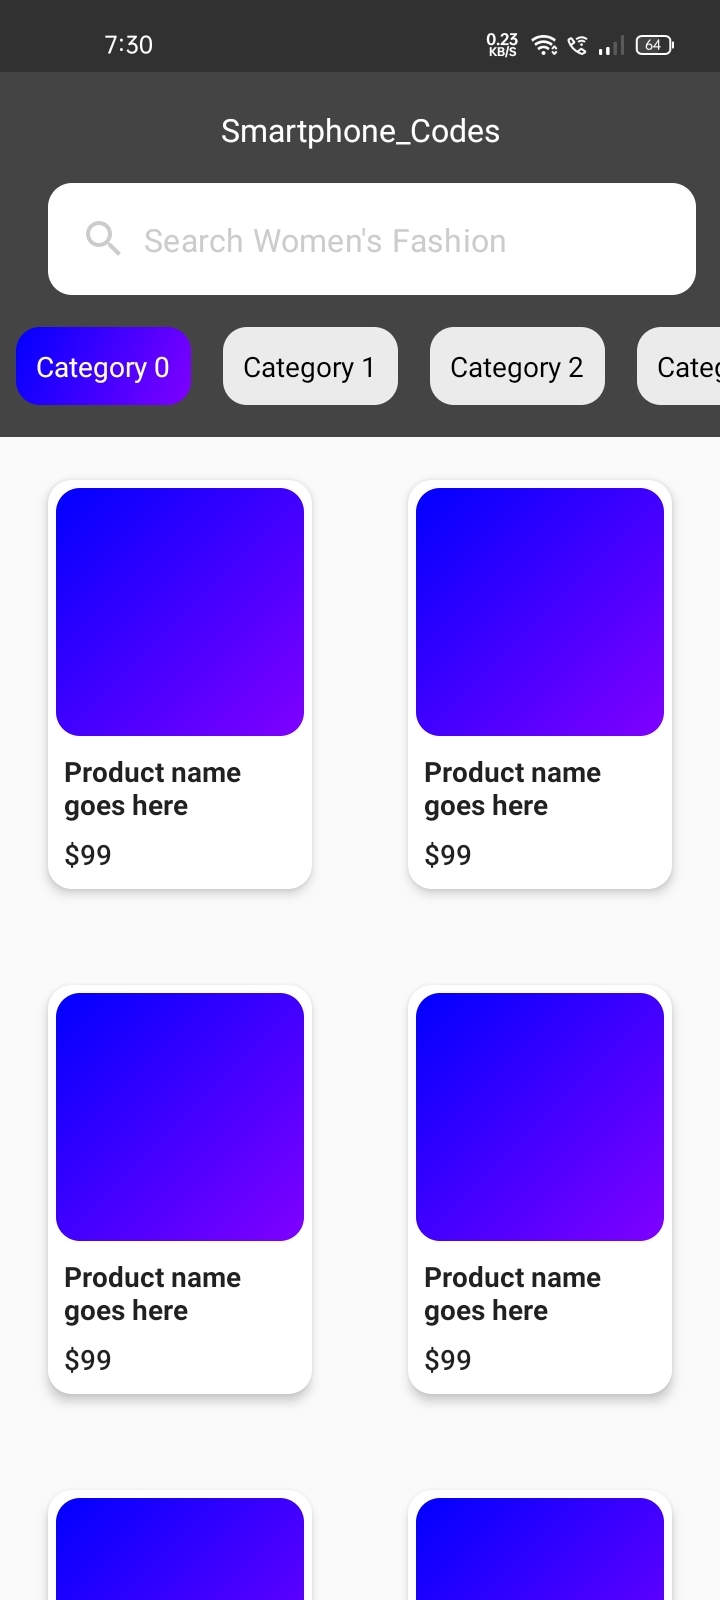 7:30
0.23
KB/S
64
Smartphone_Codes
Search Women's Fashion
Category 0
Category 1
Category 2
Categ
Product name
goes here
$99
Product name
goes here
$99
Product name
goes here
$99
Product name
goes here
$99